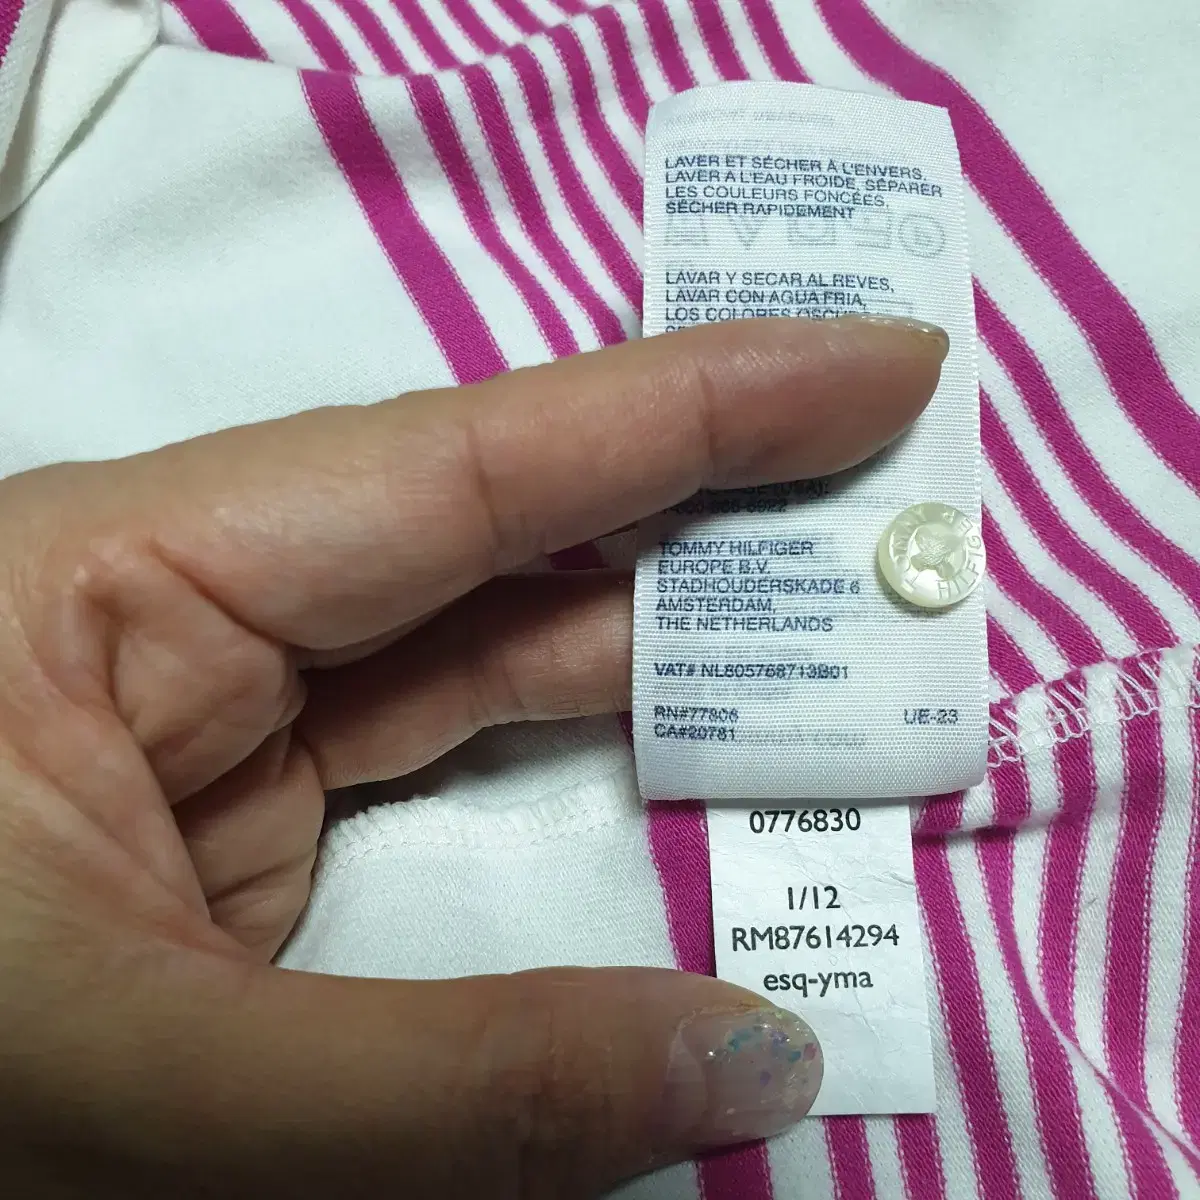 LAVER ET SÉCHER À L'ENVERS,
LAVER A L'EAU FROIDE, SÉPARER
LES COULEURS FONCÉES,
SÉCHER RAPIDEMENT
LAVAR Y SECAR AL REVES,
LAVAR CON AGUA FRIA,
LOS COLORES OSCUROS
TOMMY HILFIGER
EUROPE B.V.
STADHOUDERSKADE 6
AMSTERDAM,
THE NETHERLANDS
VAT# NL805768713B01
RN#77806 UE-23
CA#20781
TOMMY HILFIGER
0776830
1/12
RM87614294
esq-yma